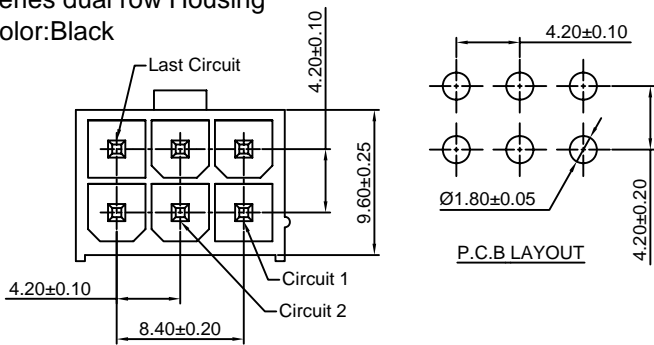 eries dual row Housing
olor:Black
Last Circuit
4.20±0.10
9.60±0.25
4.20±0.10
8.40±0.20
Circuit 1
Circuit 2
4.20±0.10
Ø1.80±0.05
4.20±0.20
P.C.B LAYOUT